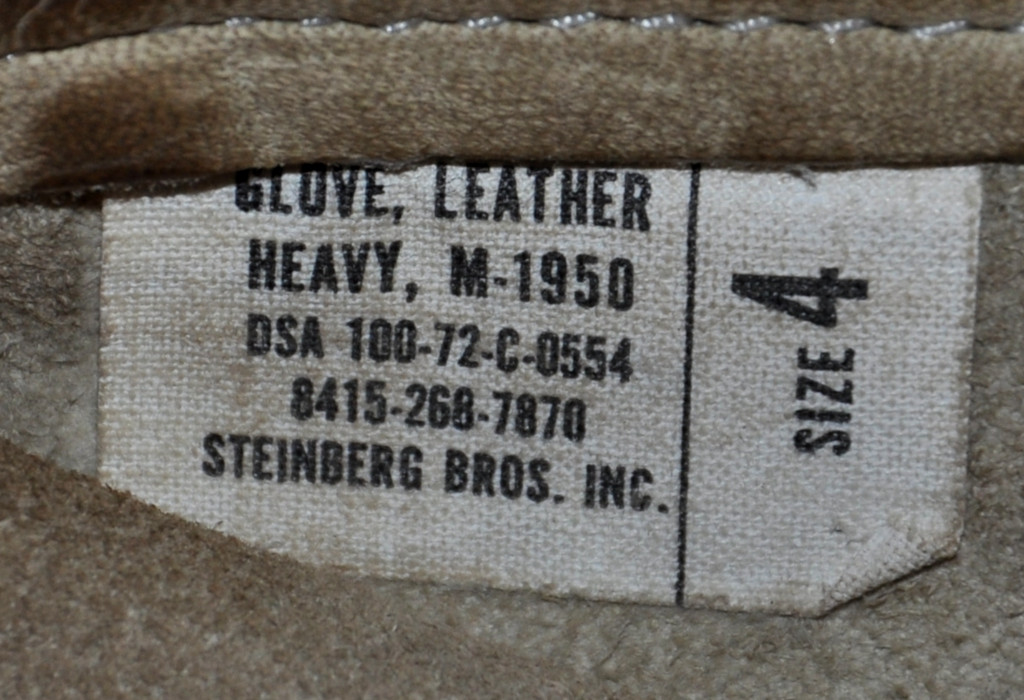 GLOVE, LEATHER
HEAVY, M-1950
DSA 100-72-C-0554
8415-268-7870
STEINBERG BROS. INC.
SIZE 4